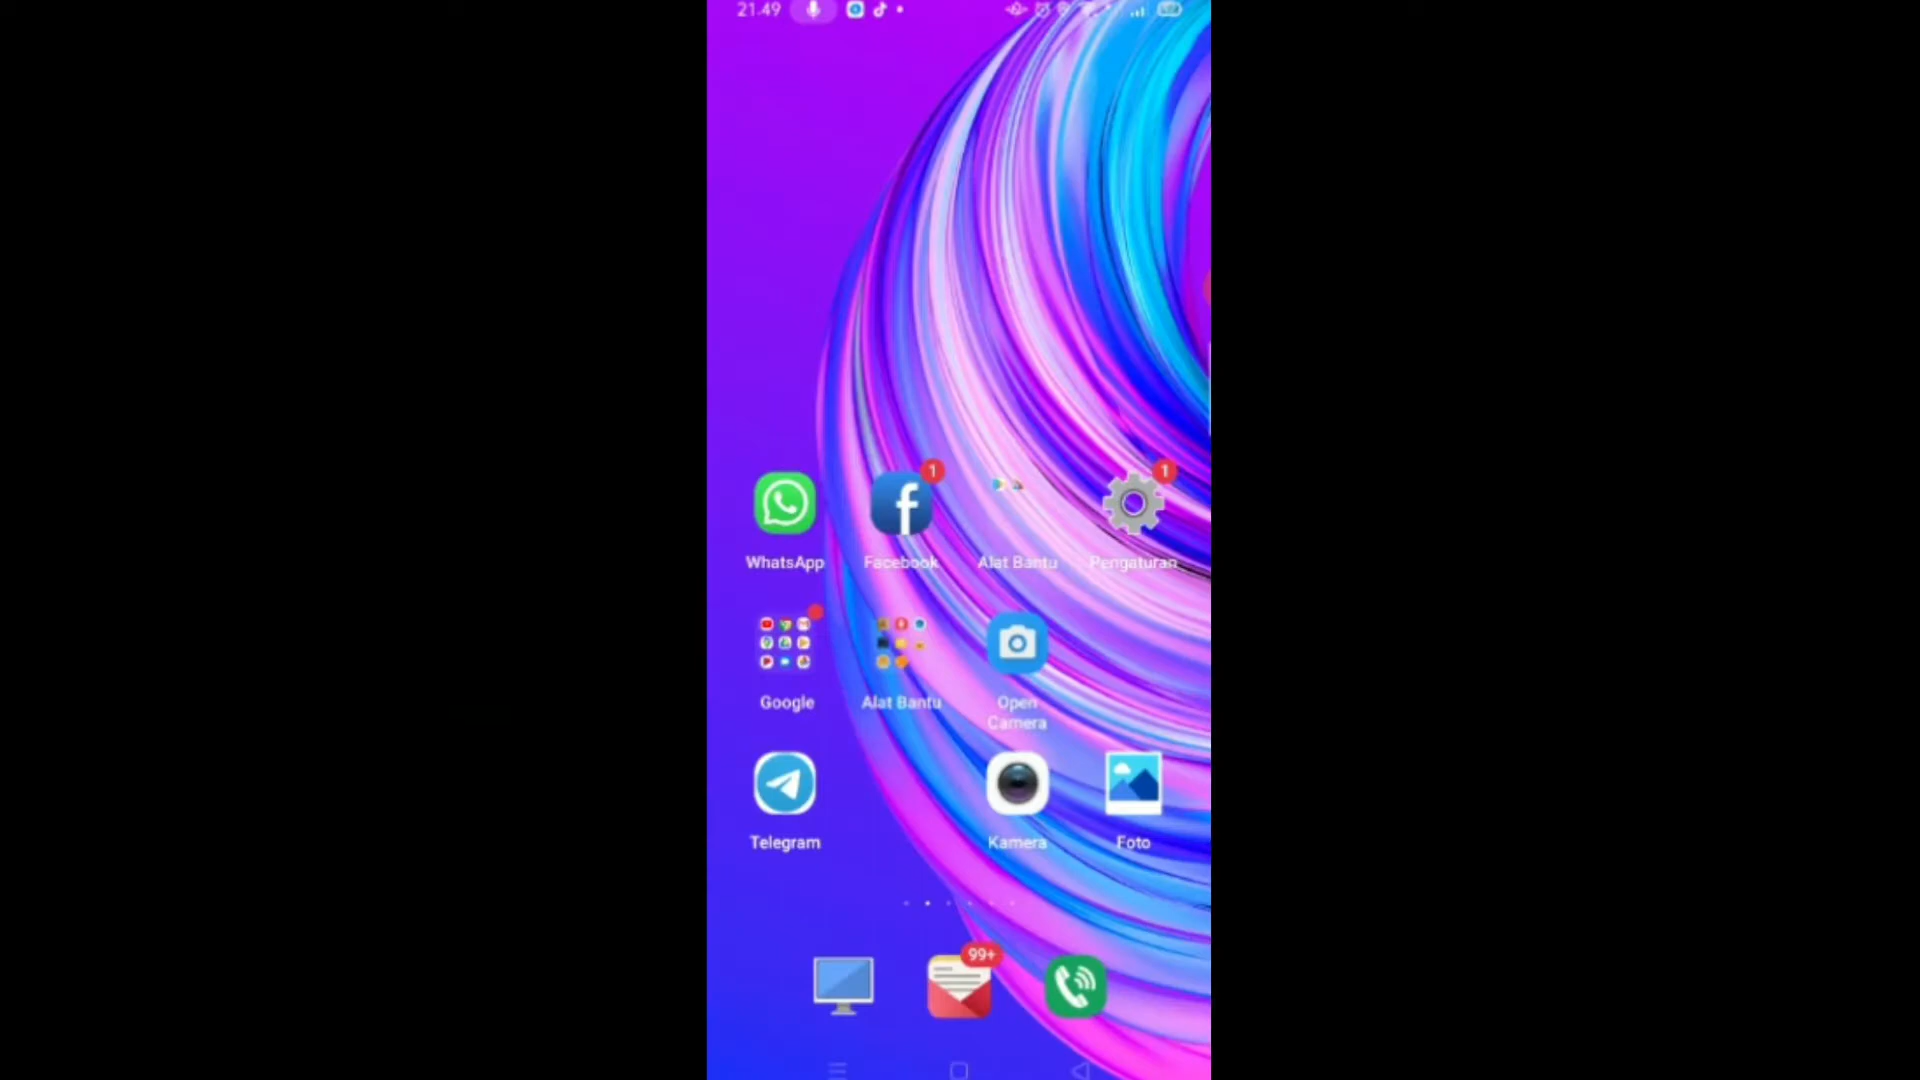 21.49
1
1
WhatsApp
Facebook
Alat Bantu
Pengaturan
Google
Alat Bantu
Open
Camera
Telegram
Kamera
Foto
99+